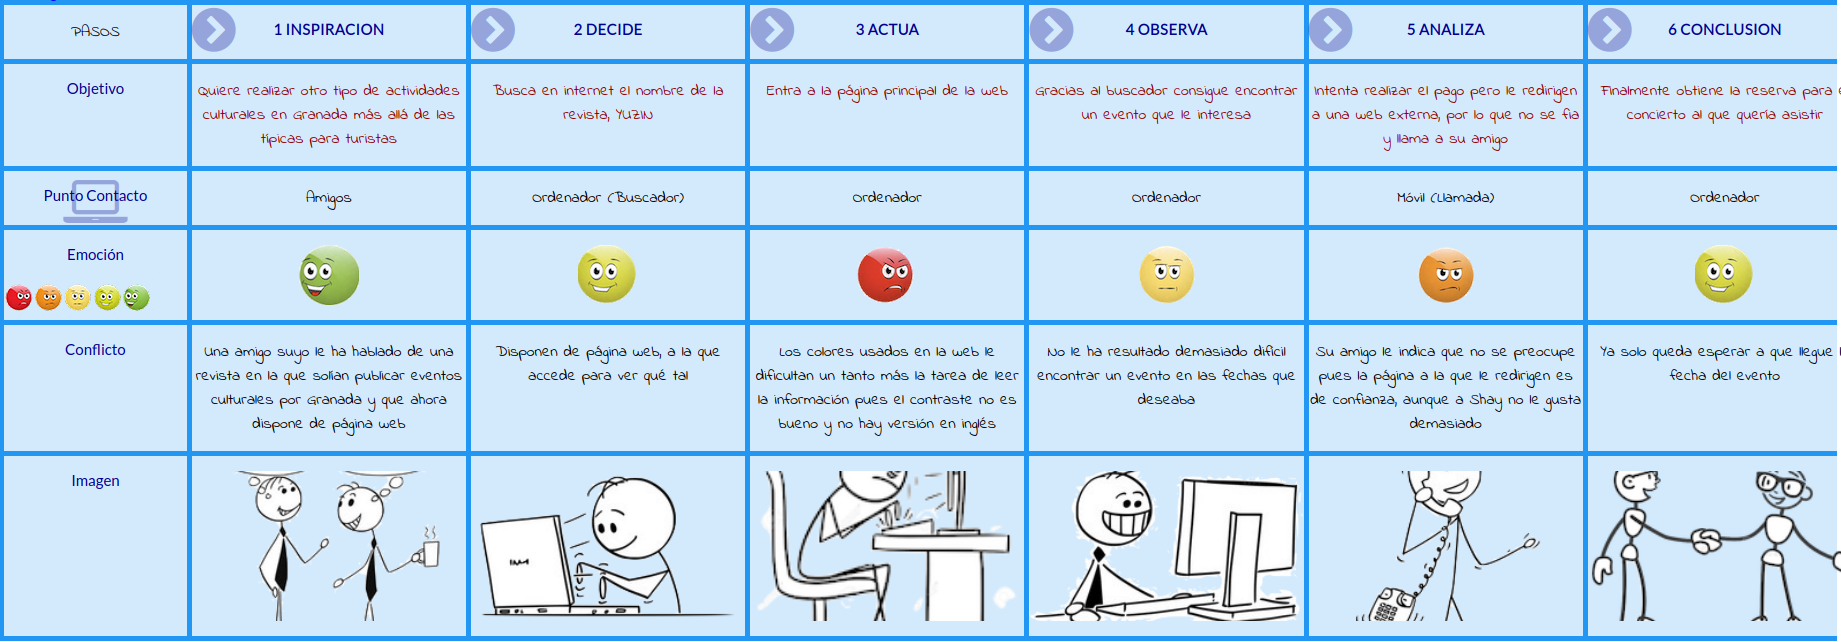 PASOS
1 INSPIRACION
2 DECIDE
3 ACTUA
4 OBSERVA
5 ANALIZA
6 CONCLUSION
Objetivo
Quiere realizar otro tipo de actividades
culturales en Granada más allá de las
típicas para turistas
Busca en internet el nombre de la
revista, YUZIN
Entra a la página principal de la web
Gracias al buscador consigue encontrar
un evento que le interesa
Intenta realizar el pago pero le redirigen
a una web externa, por lo que no se fia
y llama a su amigo
Finalmente obtiene la reserva para
concierto al que quería asistir
Punto Contacto
Amigos
Ordenador (Buscador)
Ordenador
Ordenador
Móvil (Llamada)
Ordenador
Emoción
Conflicto
Una amigo suyo le ha hablado de una
revista en la que solían publicar eventos
culturales por Granada y que ahora
dispone de página web
Disponen de página web, a la que
accede para ver qué tal
Los colores usados en la web le
dificultan un tanto más la tarea de leer
la información pues el contraste no es
bueno y no hay versión en inglés
No le ha resultado demasiado difícil
encontrar un evento en las fechas que
deseaba
Su amigo le indica que no se preocupe
pues la página a la que le redirigen es
de confianza, aunque a Shay no le gusta
demasiado
Ya solo queda esperar a que llegue
fecha del evento
Imagen